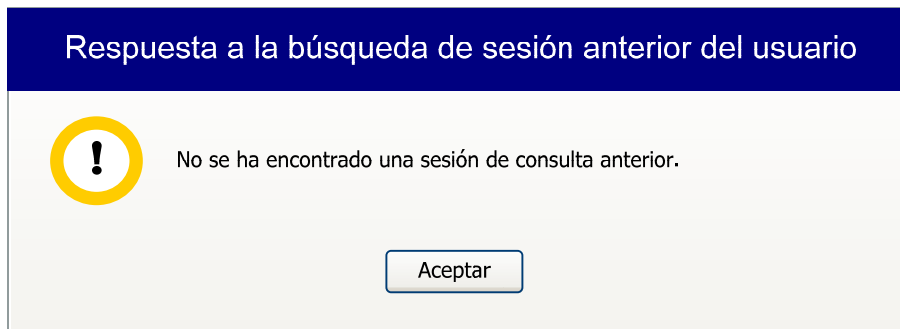 Respuesta a la búsqueda de sesión anterior del usuario
!
No se ha encontrado una sesión de consulta anterior.
Aceptar